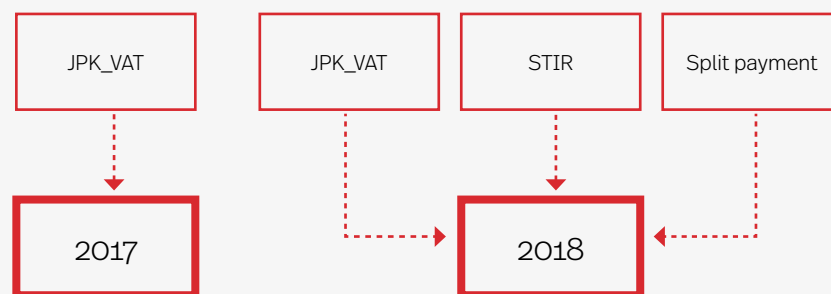 JPK_VAT
JPK_VAT
STIR
Split payment
2017
2018